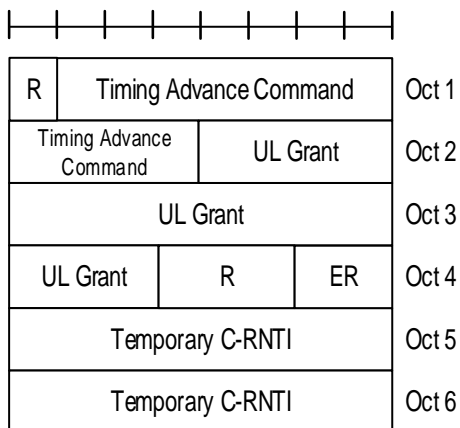 R Timing Advance Command Oct 1
Timing Advance
Command
UL Grant Oct 2
UL Grant Oct 3
UL Grant R ER Oct 4
Temporary C-RNTI Oct 5
Temporary C-RNTI Oct 6